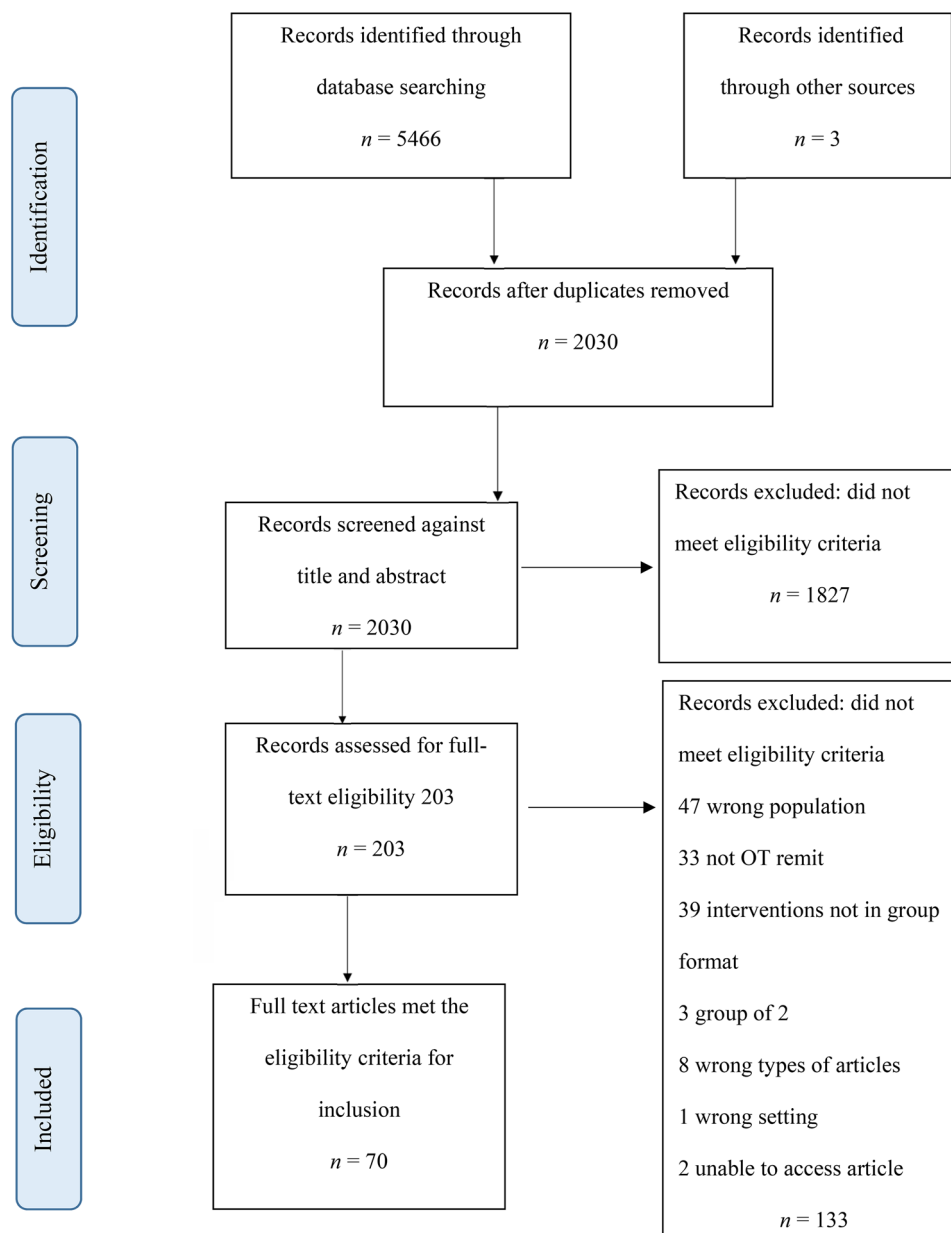 Records identified through
database searching
n = 5466
Records identified
through other sources
n = 3
Identification
Records after duplicates removed
n = 2030
Screening
Records screened against
title and abstract
n = 2030
Records excluded: did not
meet eligibility criteria
n = 1827
Eligibility
Records assessed for full-
text eligibility 203
n = 203
Records excluded: did not
meet eligibility criteria
47 wrong population
33 not OT remit
39 interventions not in group
format
3 group of 2
8 wrong types of articles
1 wrong setting
2 unable to access article
n = 133
Included
Full text articles met the
eligibility criteria for
inclusion
n = 70